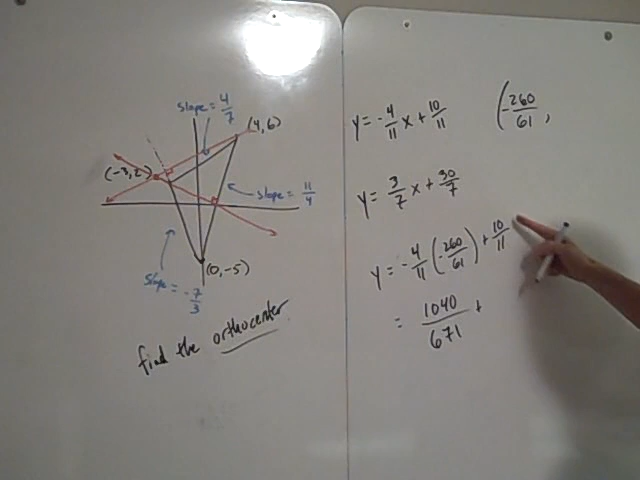 slope = 4/7
(4,6)
(-3,2)
slope = 11/4
(0,-5)
slope = -7/3
find the orthocenter
y = -4/11 x + 10/11
(-260/61,
y = 3/7 x + 30/7
y = -4/11 (-260/61) + 10/11
= 1040/671 +